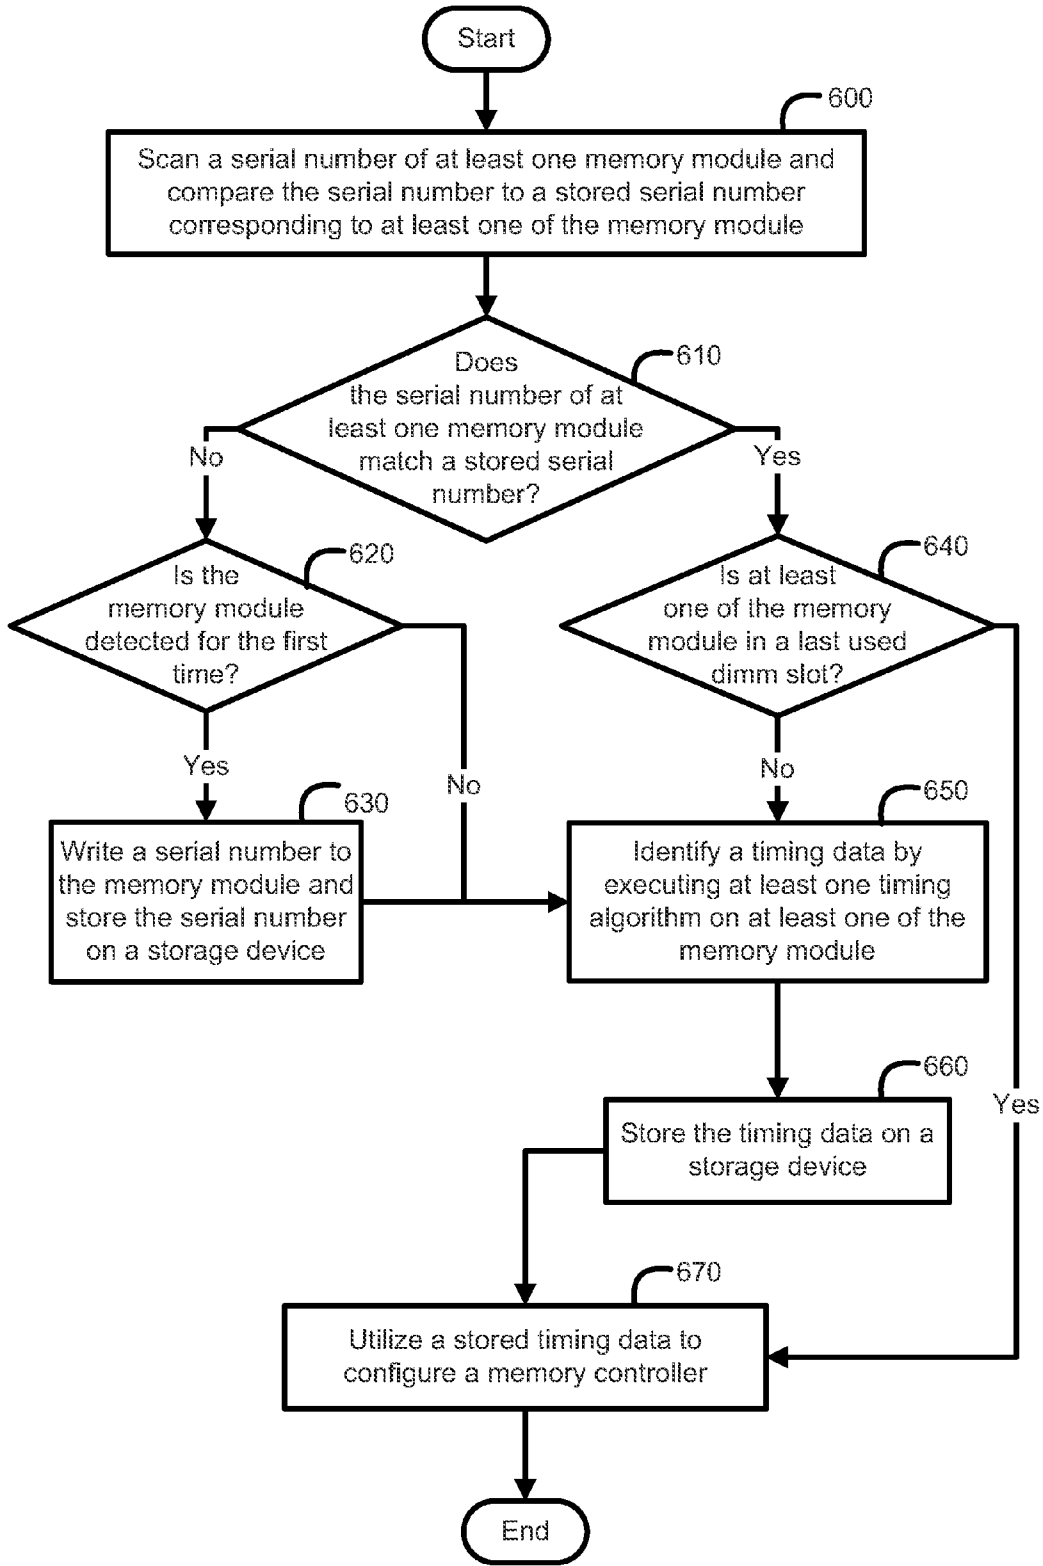 Start
600
Scan a serial number of at least one memory module and
compare the serial number to a stored serial number
corresponding to at least one of the memory module
610
Does
the serial number of at
least one memory module
match a stored serial
number?
No
Yes
620
Is the
memory module
detected for the first
time?
640
Is at least
one of the memory
module in a last used
dimm slot?
Yes
No
No
630
Write a serial number to
the memory module and
store the serial number
on a storage device
650
Identify a timing data by
executing at least one timing
algorithm on at least one of the
memory module
660
Store the timing data on a
storage device
Yes
670
Utilize a stored timing data to
configure a memory controller
End